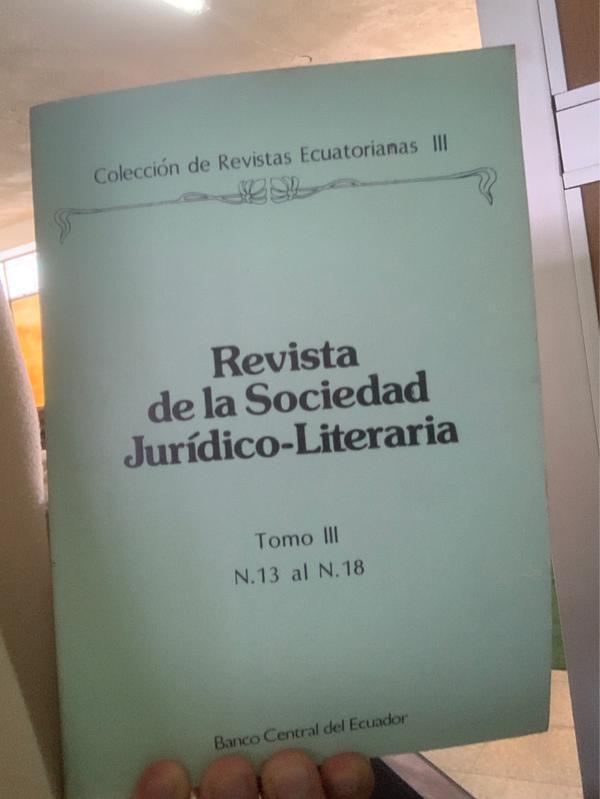 Colección de Revistas Ecuatorianas III
Revista
de la Sociedad
Jurídico-Literaria
Tomo III
N.13 al N.18
Banco Central del Ecuador